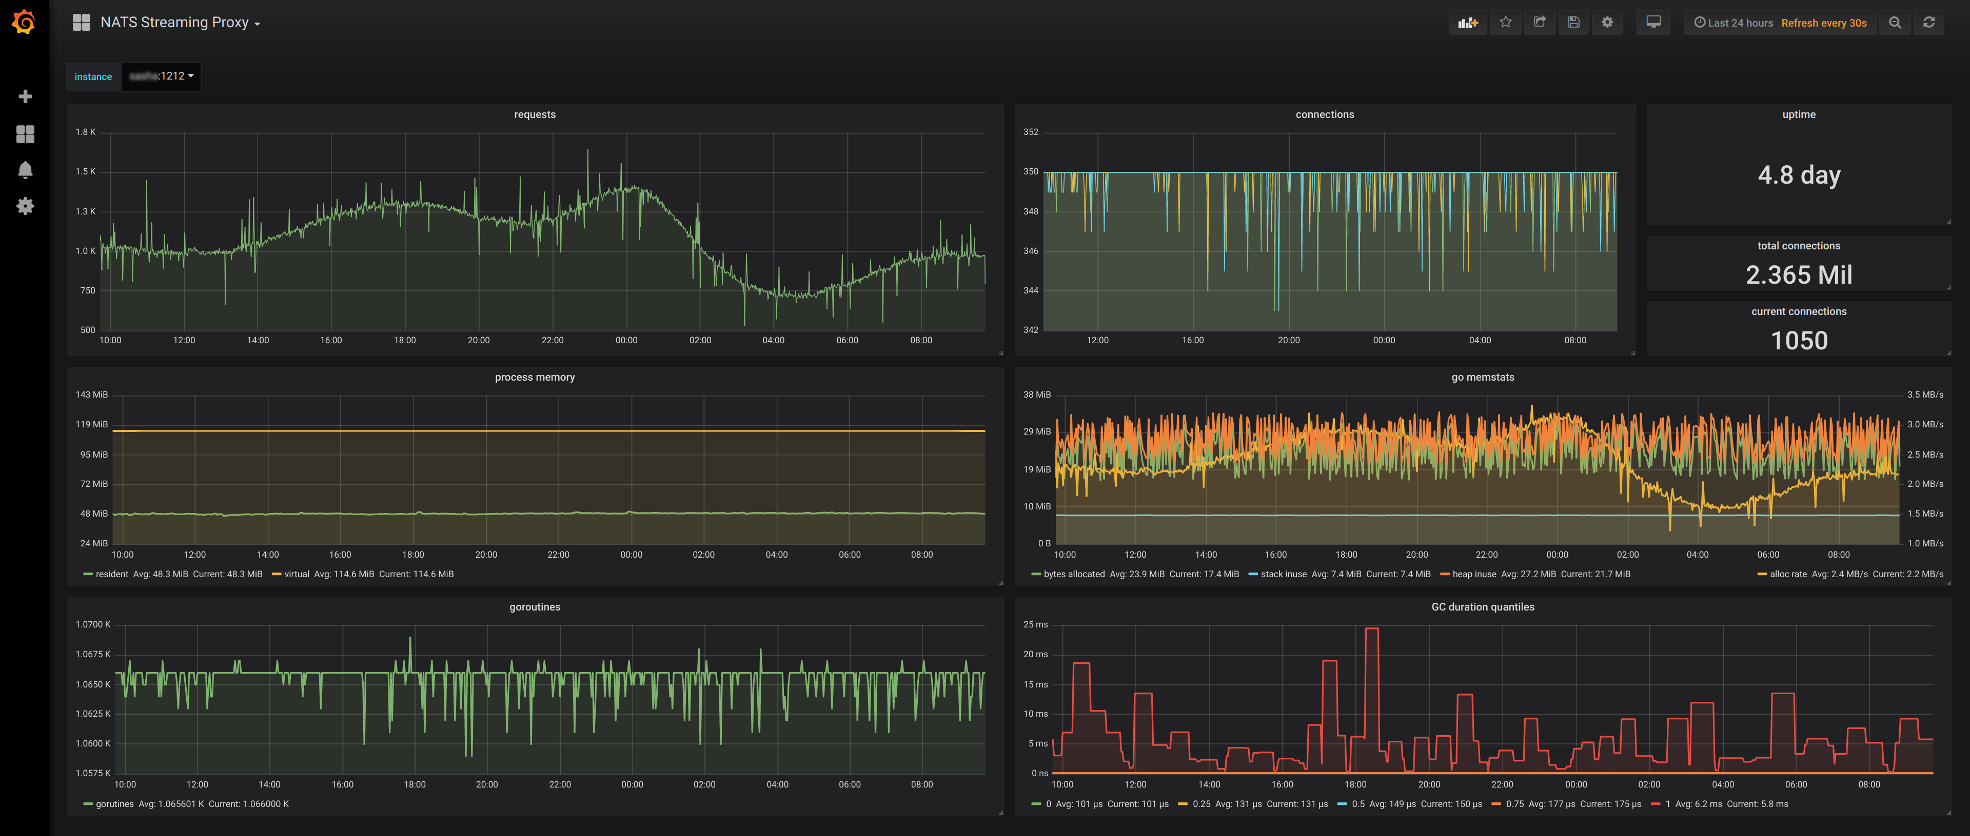 NATS Streaming Proxy
Last 24 hours Refresh every 30s
instance :1212
requests
1.8 K
1.5 K
1.3 K
1.0 K
750
500
10:00 12:00 14:00 16:00 18:00 20:00 22:00 00:00 02:00 04:00 06:00 08:00
connections
352
350
348
346
344
342
12:00 16:00 20:00 00:00 04:00 08:00
uptime
4.8 day
total connections
2.365 Mil
current connections
1050
process memory
143 MiB
119 MiB
95 MiB
72 MiB
48 MiB
24 MiB
10:00 12:00 14:00 16:00 18:00 20:00 22:00 00:00 02:00 04:00 06:00 08:00
resident Avg: 48.3 MiB Current: 48.3 MiB virtual Avg: 114.6 MiB Current: 114.6 MiB
go memstats
38 MiB 3.5 MB/s
29 MiB 3.0 MB/s
2.5 MB/s
19 MiB
2.0 MB/s
10 MiB 1.5 MB/s
0 B 1.0 MB/s
10:00 12:00 14:00 16:00 18:00 20:00 22:00 00:00 02:00 04:00 06:00 08:00
bytes allocated Avg: 23.9 MiB Current: 17.4 MiB stack inuse Avg: 7.4 MiB Current: 7.4 MiB heap inuse Avg: 27.2 MiB Current: 21.7 MiB alloc rate Avg: 2.4 MB/s Current: 2.2 MB/s
goroutines
1.0700 K
1.0675 K
1.0650 K
1.0625 K
1.0600 K
1.0575 K
10:00 12:00 14:00 16:00 18:00 20:00 22:00 00:00 02:00 04:00 06:00 08:00
gorutines Avg: 1.065601 K Current: 1.066000 K
GC duration quantiles
25 ms
20 ms
15 ms
10 ms
5 ms
0 ns
10:00 12:00 14:00 16:00 18:00 20:00 22:00 00:00 02:00 04:00 06:00 08:00
0 Avg: 101 µs Current: 101 µs 0.25 Avg: 131 µs Current: 131 µs 0.5 Avg: 149 µs Current: 150 µs 0.75 Avg: 177 µs Current: 175 µs 1 Avg: 6.2 ms Current: 5.8 ms